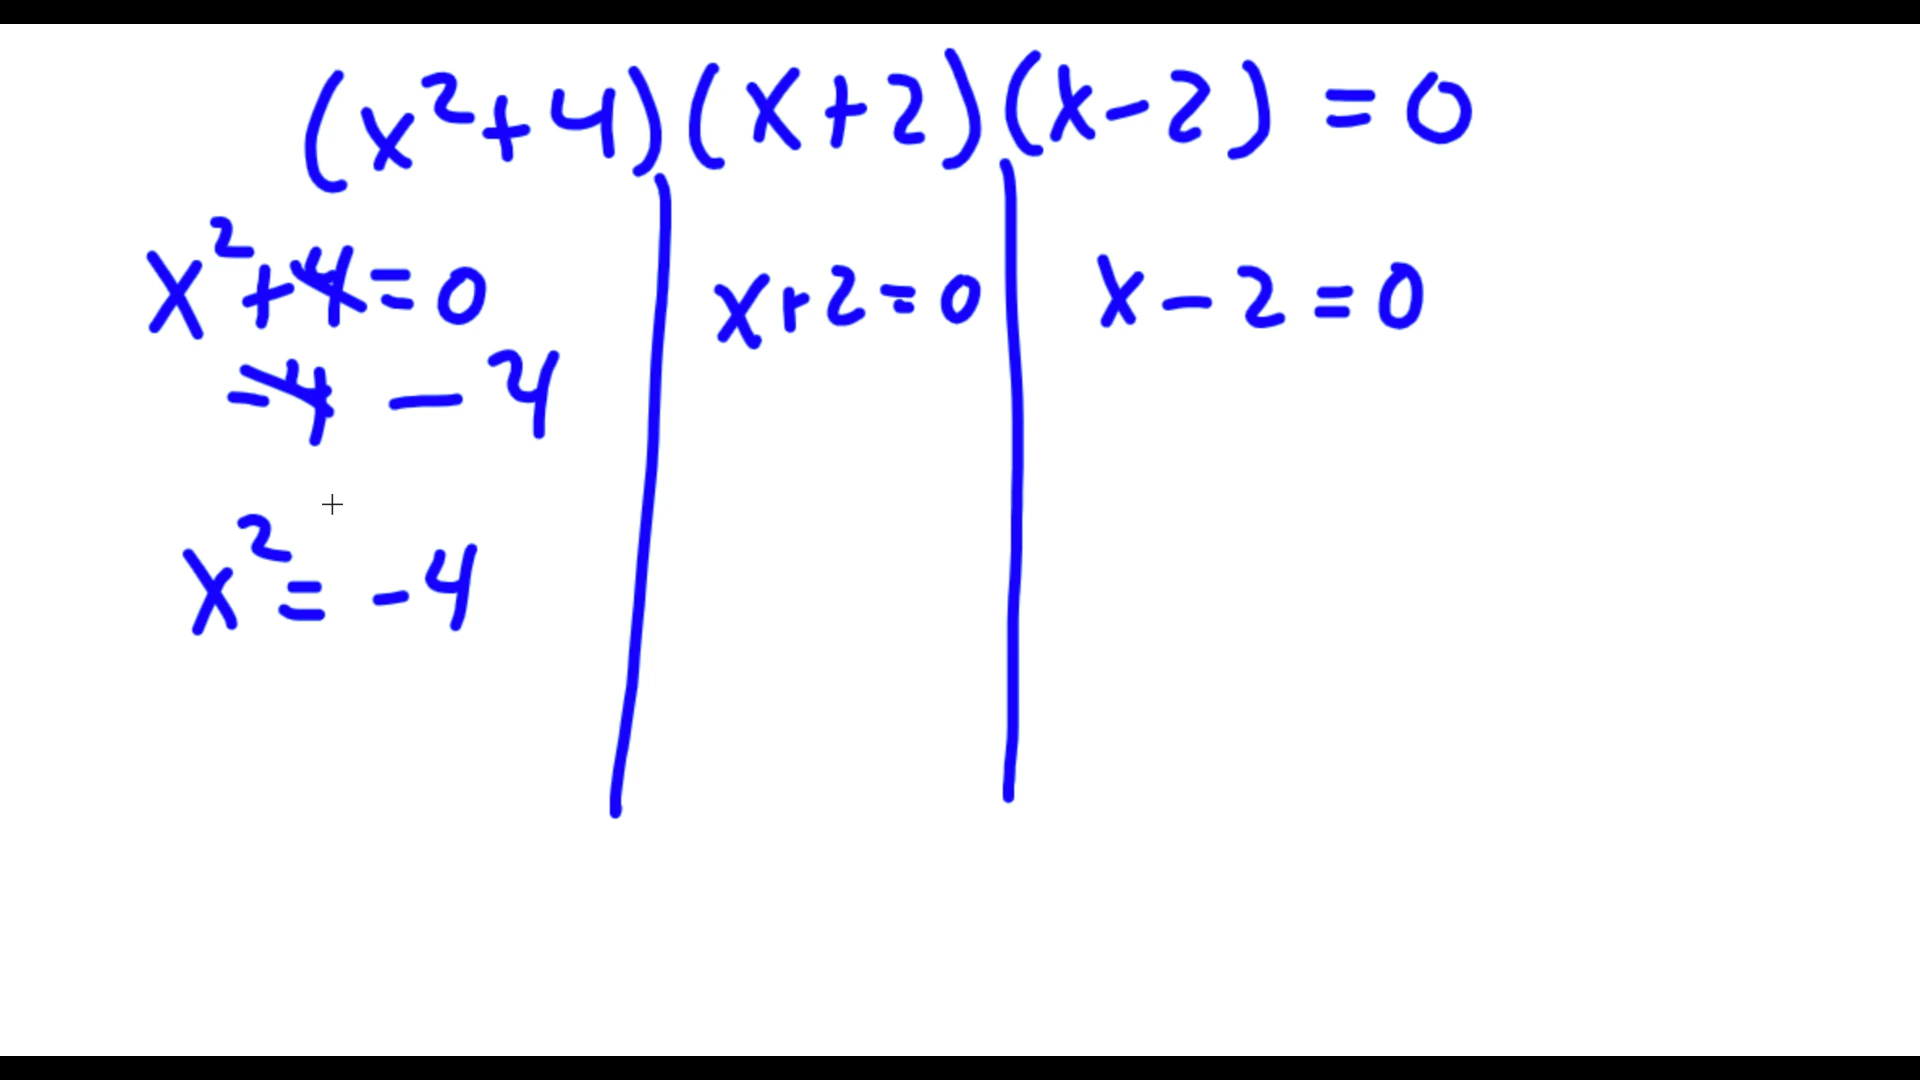 (x²+4)(x+2)(x-2) = 0
x²+4=0
-4 -4
x² = -4
x+2=0
x-2=0